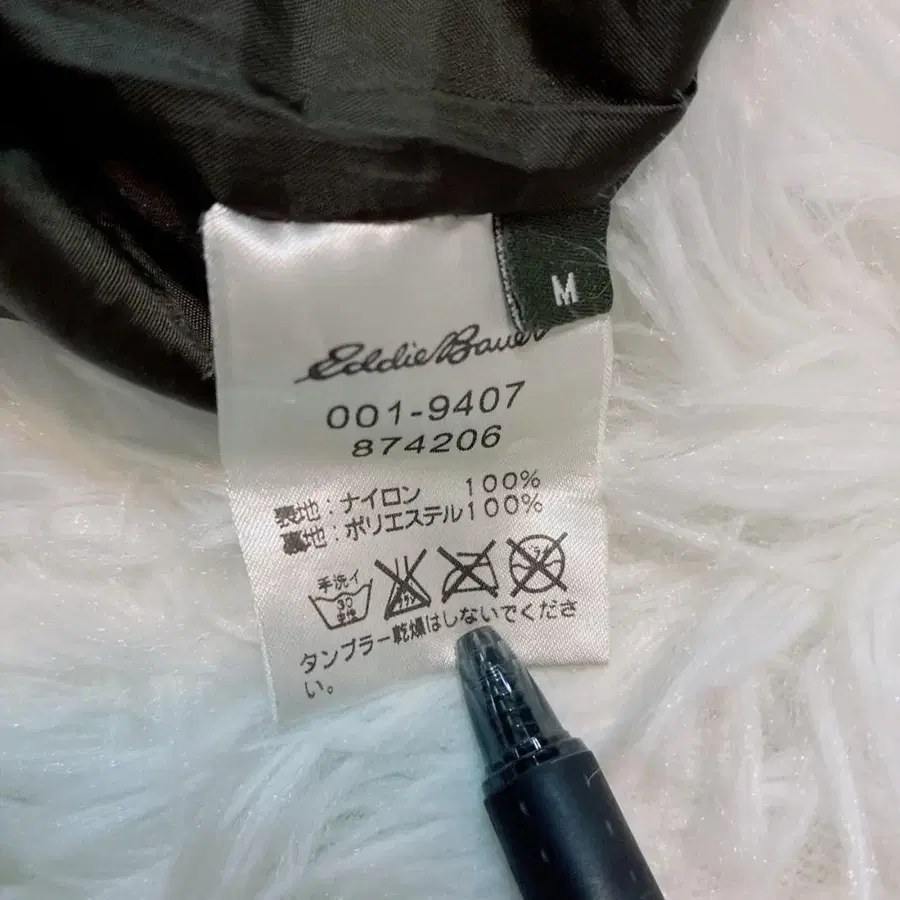 M
Eddie Bauer
001-9407
874206
表地:ナイロン 100%
裏地:ポリエステル100%
手洗イ
30
中性
タンブラー乾燥はしないでくださ
い。